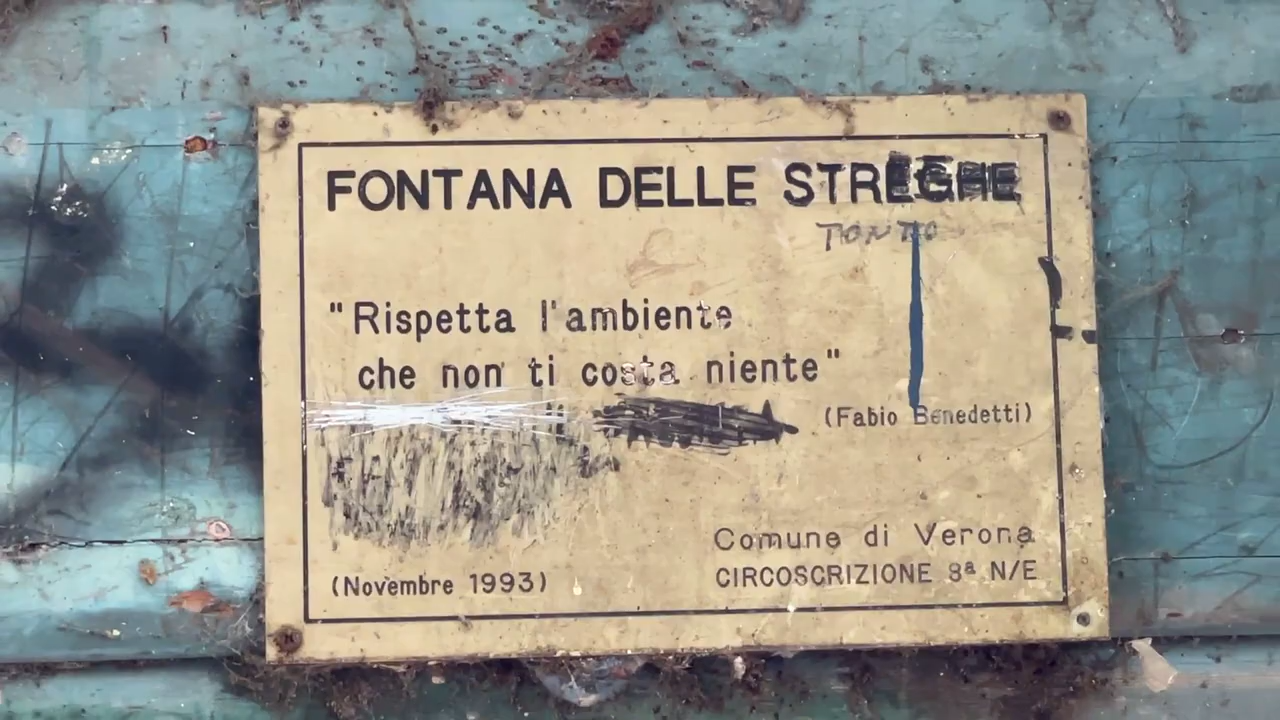 FONTANA DELLE STREGHE
TONTO
"Rispetta l'ambiente
che non ti costa niente"
(Fabio Benedetti)
Comune di Verona
(Novembre 1993)
CIRCOSCRIZIONE 8ª N/E